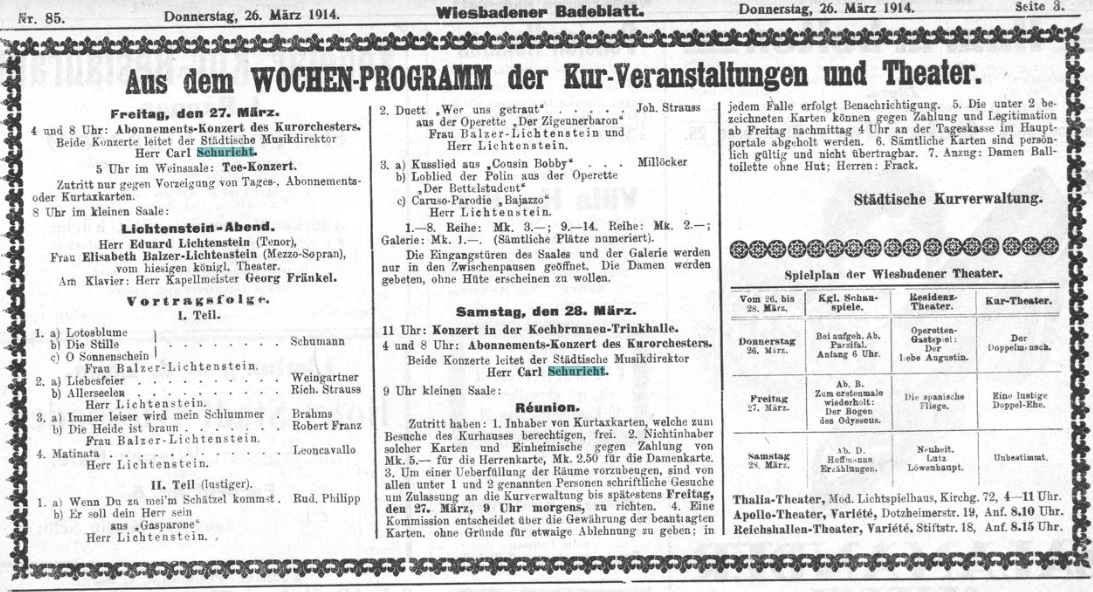 Nr. 85.
Donnerstag, 26. März 1914.
Wiesbadener Badeblatt.
Donnerstag, 26. März 1914.
Seite 3.
Aus dem WOCHEN-PROGRAMM der Kur-Veranstaltungen und Theater.
Freitag, den 27. März.
4 und 8 Uhr: Abonnements-Konzert des Kurorchesters.
Beide Konzerte leitet der Städtische Musikdirektor
Herr Carl Schuricht.
5 Uhr im Weinsaale: Tee-Konzert.
Zutritt nur gegen Vorzeigung von Tages-, Abonnements-
oder Kurtaxkarten.
8 Uhr im kleinen Saale:
Lichtenstein-Abend.
Herr Eduard Lichtenstein (Tenor),
Frau Elisabeth Balzer-Lichtenstein (Mezzo-Sopran),
vom hiesigen königl. Theater.
Am Klavier: Herr Kapellmeister Georg Fränkel.
Vortragsfolge.
I. Teil.
1. a) Lotosblume
b) Die Stille . . . . . . . . Schumann
c) O Sonnenschein
Frau Balzer-Lichtenstein.
2. a) Liebesfeier . . . . . . . . . . Weingartner
b) Allerseelen . . . . . . . . . . Rich. Strauss
Herr Lichtenstein.
3. a) Immer leiser wird mein Schlummer . Brahms
b) Die Heide ist braun . . . . . . . Robert Franz
Frau Balzer-Lichtenstein.
4. Matinata . . . . . . . . . . . Leoncavallo
Herr Lichtenstein.
II. Teil (lustiger).
1. a) Wenn Du zu mei'm Schätzel kommst . Rud. Philipp
b) Er soll dein Herr sein
aus „Gasparone“
Herr Lichtenstein.
2. Duett „Wer uns getraut“ . . . . . Joh. Strauss
aus der Operette „Der Zigeunerbaron“
Frau Balzer-Lichtenstein und
Herr Lichtenstein.
3. a) Kusslied aus „Cousin Bobby“ . . . Millöcker
b) Loblied der Polin aus der Operette
„Der Bettelstudent“
c) Caruso-Parodie „Bajazzo“
Herr Lichtenstein.
1.—8. Reihe: Mk. 3.—; 9.—14. Reihe: Mk. 2.—;
Galerie: Mk. 1.—. (Sämtliche Plätze numeriert).
Die Eingangstüren des Saales und der Galerie werden
nur in den Zwischenpausen geöffnet. Die Damen werden
gebeten, ohne Hüte erscheinen zu wollen.
Samstag, den 28. März.
11 Uhr: Konzert in der Kochbrunnen-Trinkhalle.
4 und 8 Uhr: Abonnements-Konzert des Kurorchesters.
Beide Konzerte leitet der Städtische Musikdirektor
Herr Carl Schuricht.
9 Uhr kleinen Saale:
Réunion.
Zutritt haben: 1. Inhaber von Kurtaxkarten, welche zum
Besuche des Kurhauses berechtigen, frei. 2. Nichtinhaber
solcher Karten und Einheimische gegen Zahlung von
Mk. 5.— für die Herrenkarte, Mk. 2.50 für die Damenkarte.
3. Um einer Ueberfüllung der Räume vorzubeugen, sind von
allen unter 1 und 2 genannten Personen schriftliche Gesuche
um Zulassung an die Kurverwaltung bis spätestens Freitag,
den 27. März, 9 Uhr morgens, zu richten. 4. Eine
Kommission entscheidet über die Gewährung der beantragten
Karten, ohne Gründe für etwaige Ablehnung zu geben; in
jedem Falle erfolgt Benachrichtigung. 5. Die unter 2 be-
zeichneten Karten können gegen Zahlung und Legitimation
ab Freitag nachmittag 4 Uhr an der Tageskasse im Haupt-
portale abgeholt werden. 6. Sämtliche Karten sind persön-
lich gültig und nicht übertragbar. 7. Anzug: Damen Ball-
toilette ohne Hut; Herren: Frack.
Städtische Kurverwaltung.
Spielplan der Wiesbadener Theater.
Vom 26. bis
28. März.
Kgl. Schau-
spiele.
Residenz-
Theater.
Kur-Theater.
Donnerstag
26. März.
Bei aufgeh. Ab.
Parsifal.
Anfang 6 Uhr.
Operetten-
Gastspiel:
Der
liebe Augustin.
Der
Doppelmensch.
Freitag
27. März.
Ab. B.
Zum erstenmale
wiederholt:
Der Bogen
des Odysseus.
Die spanische
Fliege.
Eine lustige
Doppel-Ehe.
Samstag
28. März.
Ab. D.
Hoffmanns
Erzählungen.
Neuheit.
Lutz
Löwenhaupt.
Unbestimmt.
Thalia-Theater, Mod. Lichtspielhaus, Kirchg. 72, 4—11 Uhr.
Apollo-Theater, Variété, Dotzheimerstr. 19, Anf. 8.10 Uhr.
Reichshallen-Theater, Variété, Stiftstr. 18, Anf. 8.15 Uhr.